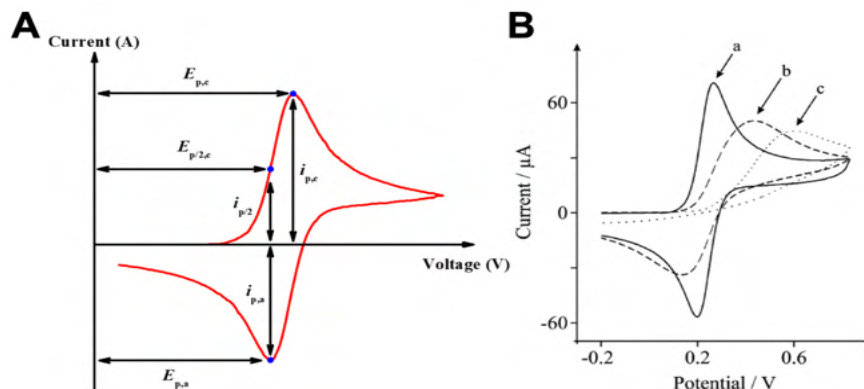 A
Current (A)
E p,c
E p/2,c
i p/2
i p,c
Voltage (V)
i p,a
E p,a
B
a
b
c
60
0
-60
Current / µA
-0.2
0.2
0.6
Potential / V